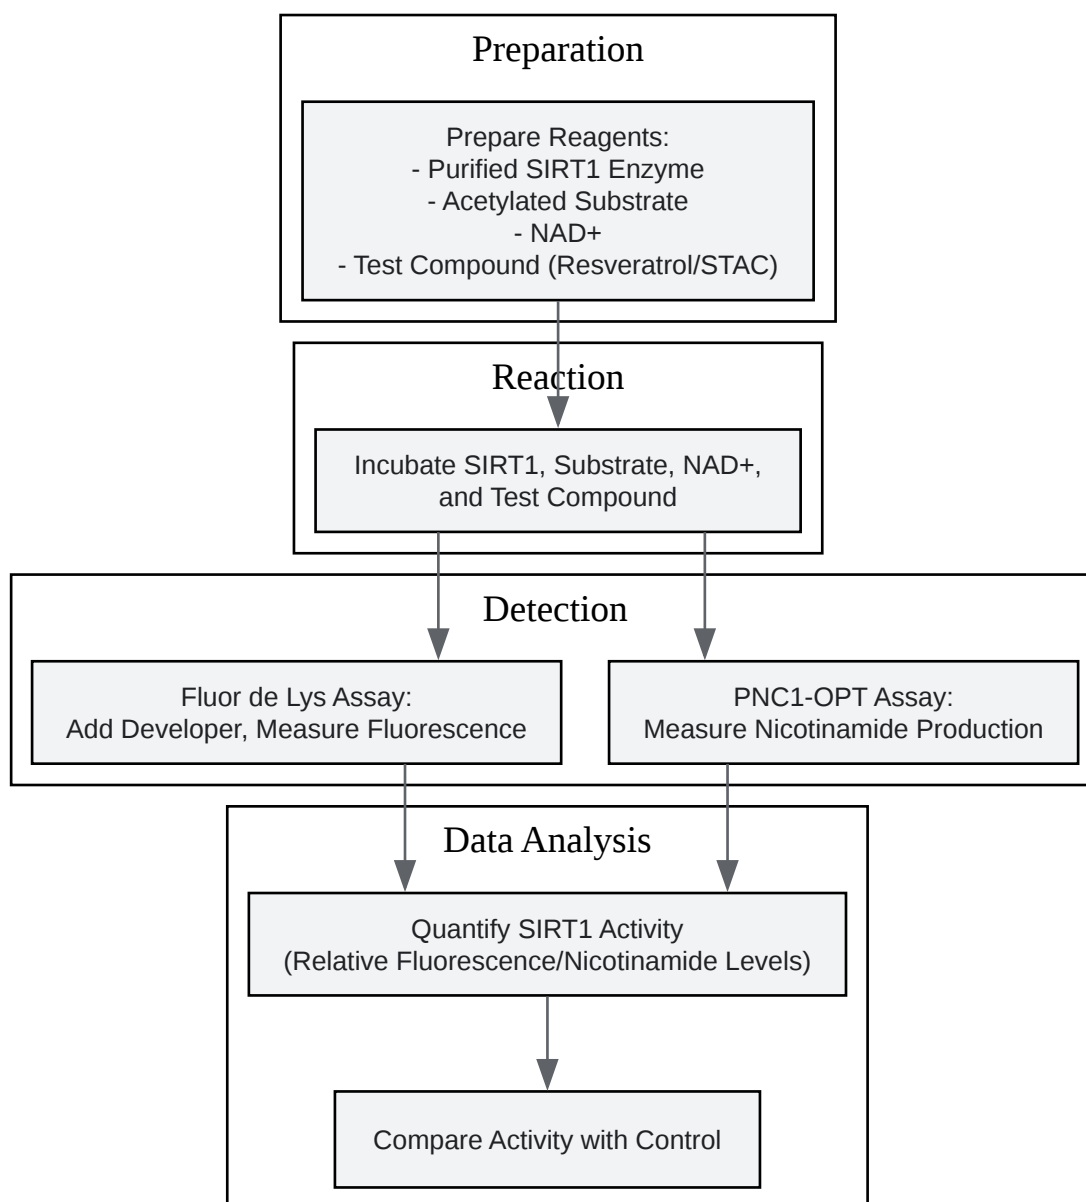 Preparation
Prepare Reagents:
- Purified SIRT1 Enzyme
- Acetylated Substrate
- NAD+
- Test Compound (Resveratrol/STAC)
Reaction
Incubate SIRT1, Substrate, NAD+,
and Test Compound
Detection
Fluor de Lys Assay:
Add Developer, Measure Fluorescence
PNC1-OPT Assay:
Measure Nicotinamide Production
Data Analysis
Quantify SIRT1 Activity
(Relative Fluorescence/Nicotinamide Levels)
Compare Activity with Control